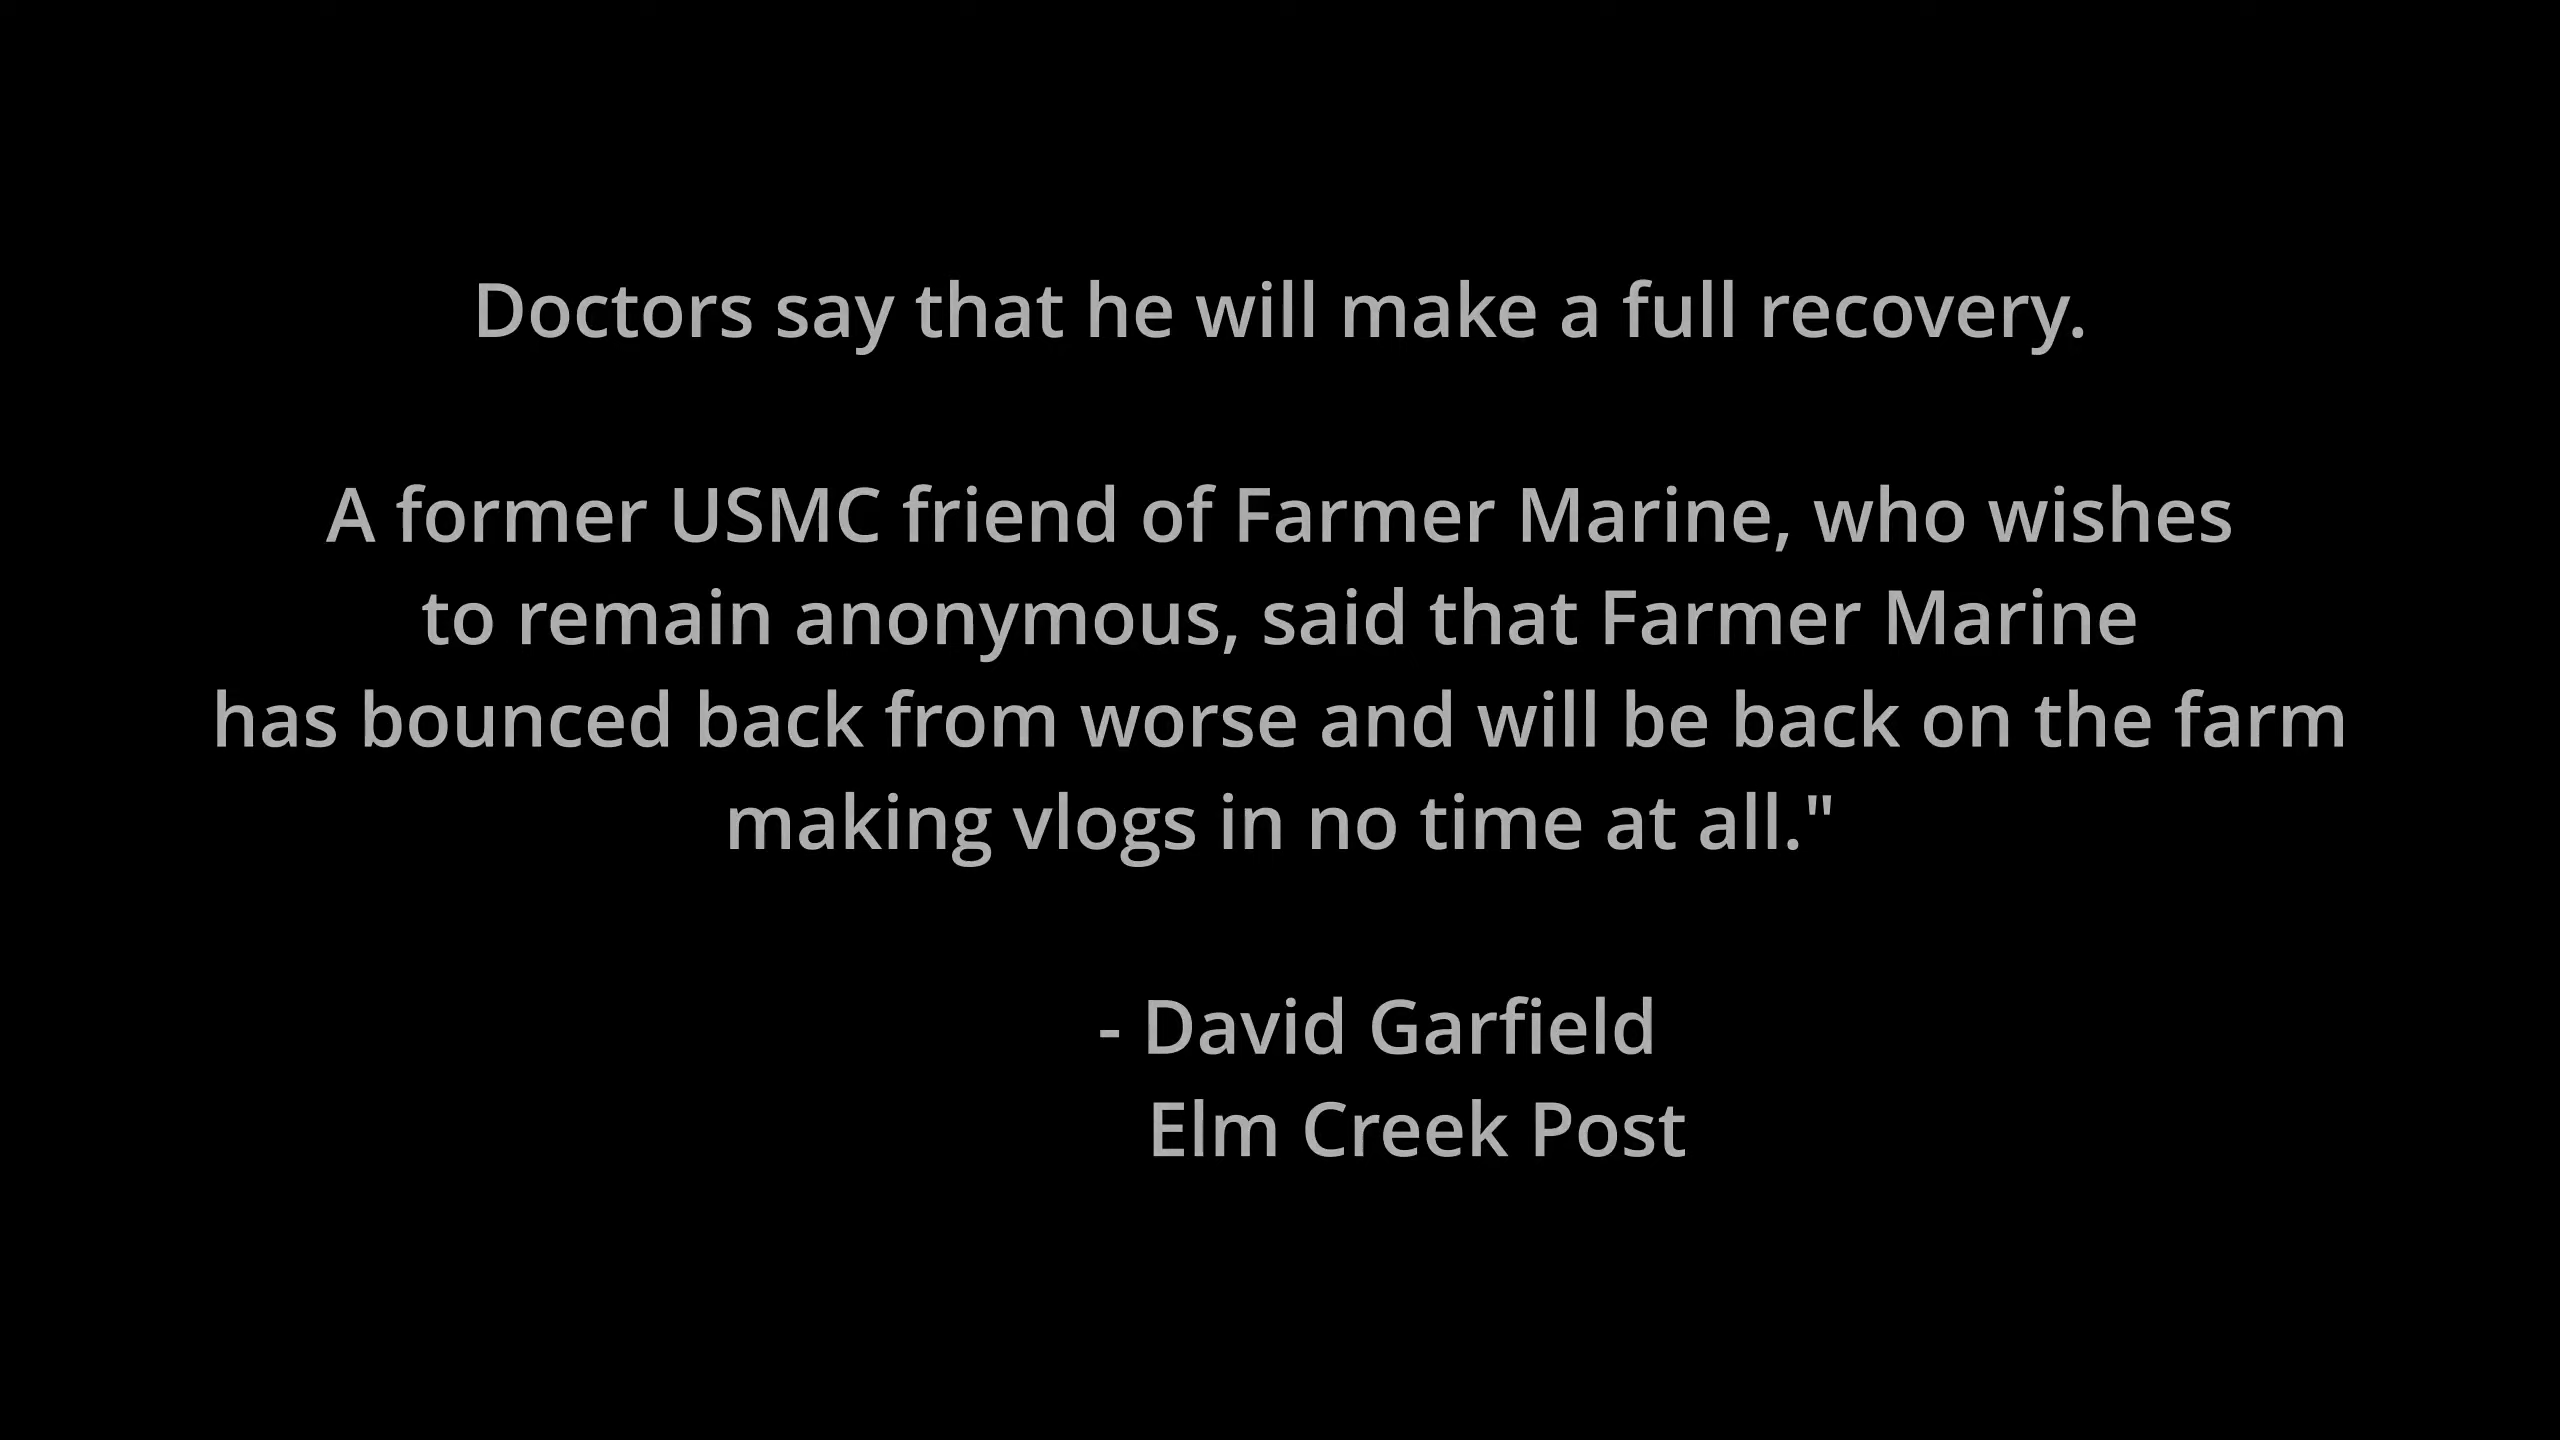 Doctors say that he will make a full recovery.
A former USMC friend of Farmer Marine, who wishes
to remain anonymous, said that Farmer Marine
has bounced back from worse and will be back on the farm
making vlogs in no time at all."
- David Garfield
Elm Creek Post